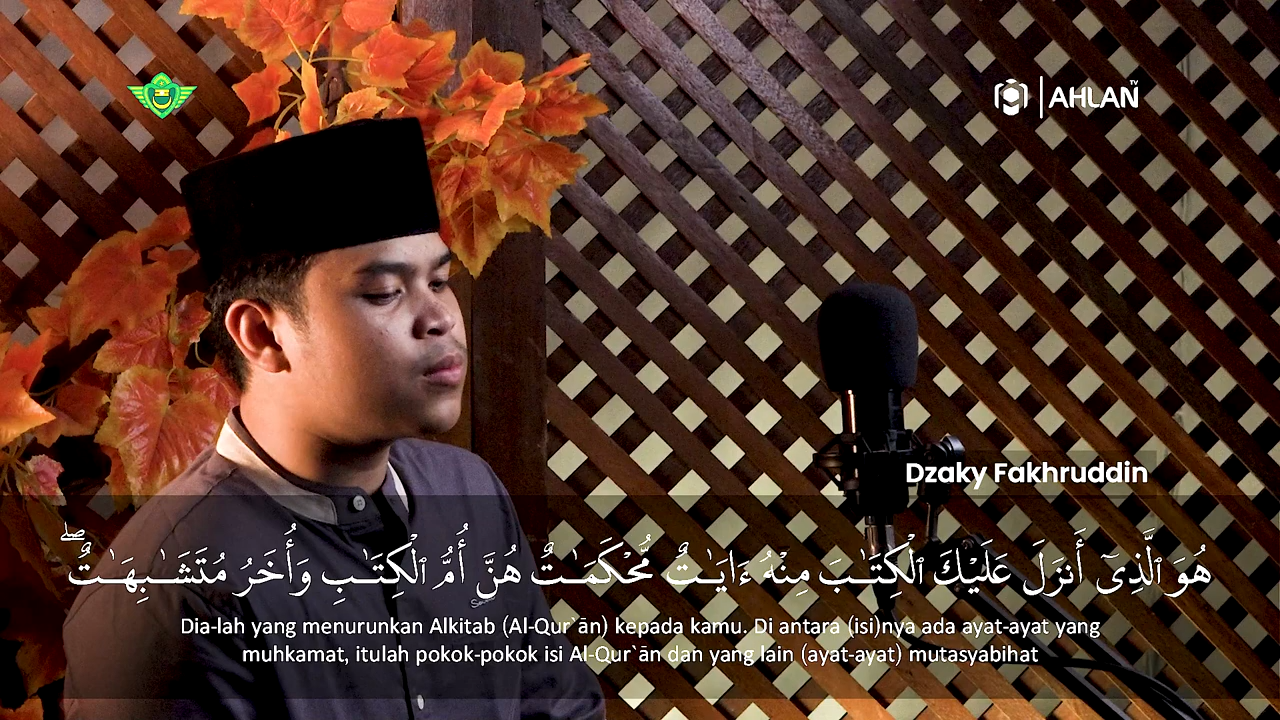 AHLAN TV
Dzaky Fakhruddin
هُوَ ٱلَّذِىٓ أَنزَلَ عَلَيْكَ ٱلْكِتَـٰبَ مِنْهُ ءَايَـٰتٌ مُّحْكَمَـٰتٌ هُنَّ أُمُّ ٱلْكِتَـٰبِ وَأُخَرُ مُتَشَـٰبِهَـٰتٌ ۖ
Dia-lah yang menurunkan Alkitab (Al-Qur`ān) kepada kamu. Di antara (isi)nya ada ayat-ayat yang
muhkamat, itulah pokok-pokok isi Al-Qur`ān dan yang lain (ayat-ayat) mutasyabihat